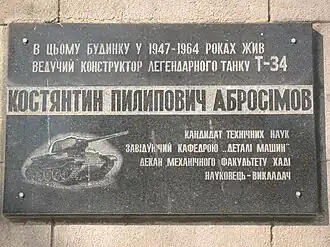 В ЦЬОМУ БУДИНКУ У 1947-1964 РОКАХ ЖИВ
ВЕДУЧИЙ КОНСТРУКТОР ЛЕГЕНДАРНОГО ТАНКУ Т-34
КОСТЯНТИН ПИЛИПОВИЧ АБРОСІМОВ
КАНДИДАТ ТЕХНІЧНИХ НАУК
ЗАВІДУЮЧИЙ КАФЕДРОЮ „ДЕТАЛІ МАШИН"
ДЕКАН МЕХАНІЧНОГО ФАКУЛЬТЕТУ ХАДІ
НАУКОВЕЦЬ-ВИКЛАДАЧ